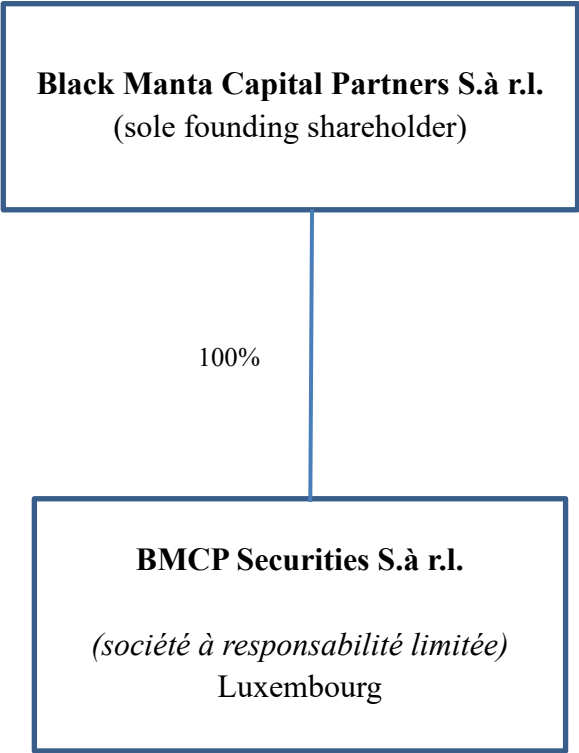 Black Manta Capital Partners S.à r.l.
(sole founding shareholder)
100%
BMCP Securities S.à r.l.
(société à responsabilité limitée)
Luxembourg